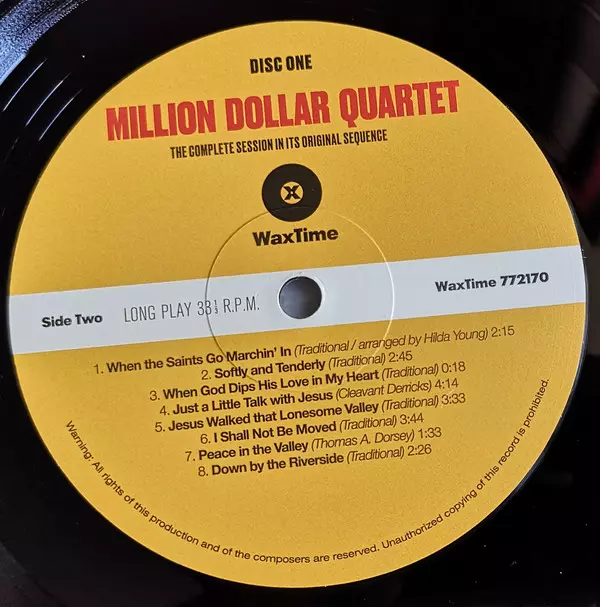 DISC ONE
MILLION DOLLAR QUARTET
THE COMPLETE SESSION IN ITS ORIGINAL SEQUENCE
X
WaxTime
Side Two LONG PLAY 33⅓ R.P.M. WaxTime 772170
1. When the Saints Go Marchin' In (Traditional / arranged by Hilda Young) 2:15
2. Softly and Tenderly (Traditional) 2:45
3. When God Dips His Love in My Heart (Traditional) 0:18
4. Just a Little Talk with Jesus (Cleavant Derricks) 4:14
5. Jesus Walked that Lonesome Valley (Traditional) 3:33
6. I Shall Not Be Moved (Traditional) 3:44
7. Peace in the Valley (Thomas A. Dorsey) 1:33
8. Down by the Riverside (Traditional) 2:26
Warning: All rights of this production and of the composers are reserved. Unauthorized copying of this record is prohibited.